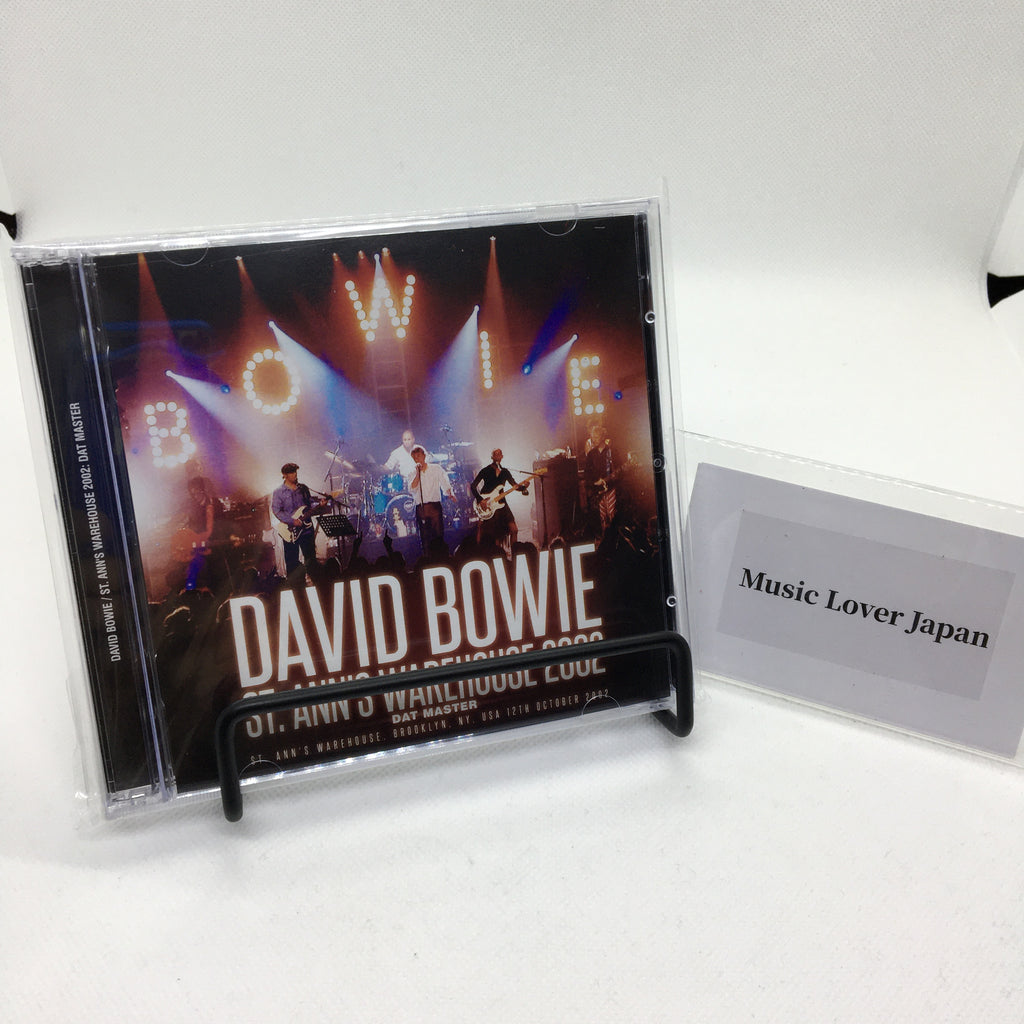 BOWIE
DAVID BOWIE / ST. ANN'S WAREHOUSE 2002: DAT MASTER
DAVID BOWIE
ST. ANN'S WAREHOUSE 2002
DAT MASTER
ST. ANN'S WAREHOUSE, BROOKLYN, NY, USA 12TH OCTOBER 2002
Music Lover Japan